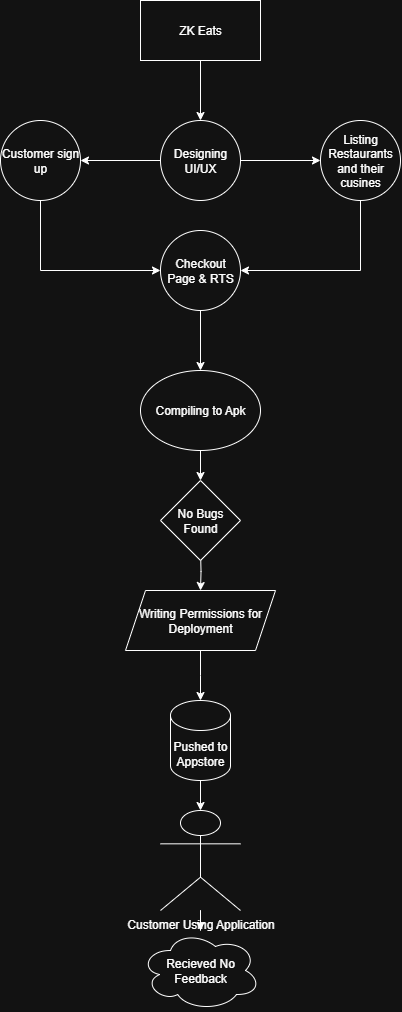 ZK Eats
Customer sign
up
Designing
UI/UX
Listing
Restaurants
and their
cusines
Checkout
Page & RTS
Compiling to Apk
No Bugs
Found
Writing Permissions for
Deployment
Pushed to
Appstore
Customer Using Application
Recieved No
Feedback